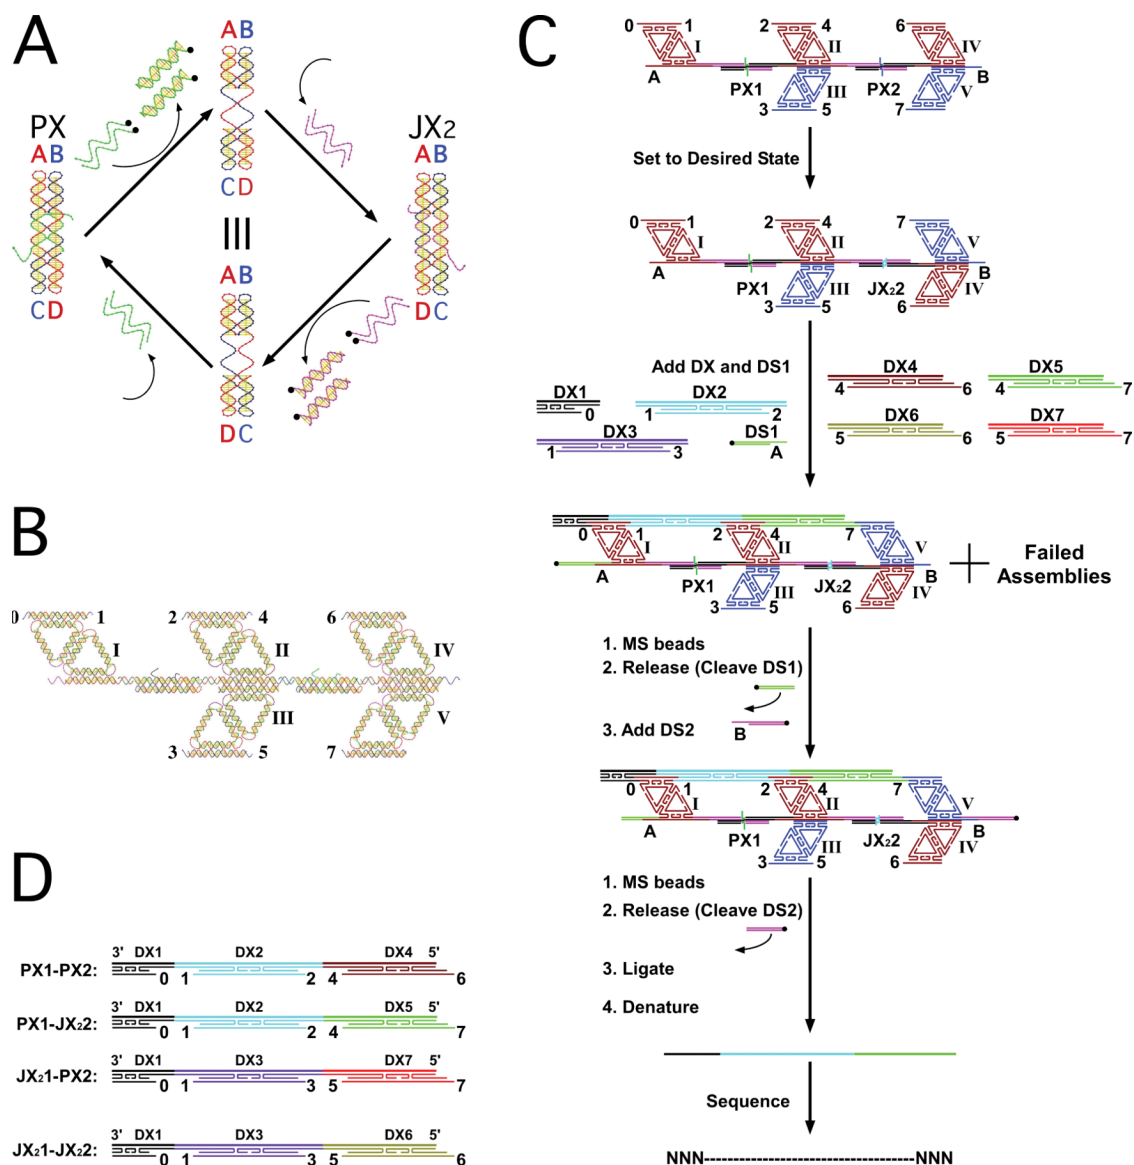 A
AB
CD
PX
AB
CD
JX2
AB
DC
AB
DC
B
0 1 2 4 6
I II IV
III V
3 5 7
C
0 1 2 4 6
I II IV
A B
PX1 PX2
III V
3 5 7
Set to Desired State
0 1 2 4 7
I II V
A B
PX1 JX₂2
III IV
3 5 6
Add DX and DS1
DX1
0
DX2
1 2
DX3
1 3
DS1
A
DX4
4 6
DX5
4 7
DX6
5 6
DX7
5 7
0 1 2 4 7
I II V
A B
PX1 JX₂2
III IV
3 5 6
Failed
Assemblies
1. MS beads
2. Release (Cleave DS1)
3. Add DS2
B
0 1 2 4 7
I II V
A B
PX1 JX₂2
III IV
3 5 6
1. MS beads
2. Release (Cleave DS2)
3. Ligate
4. Denature
Sequence
NNN--------------------------------NNN
D
3' DX1 DX2 DX4 5'
PX1-PX2:
0 1 2 4 6
3' DX1 DX2 DX5 5'
PX1-JX₂2:
0 1 2 4 7
3' DX1 DX3 DX7 5'
JX₂1-PX2:
0 1 3 5 7
3' DX1 DX3 DX6 5'
JX₂1-JX₂2:
0 1 3 5 6